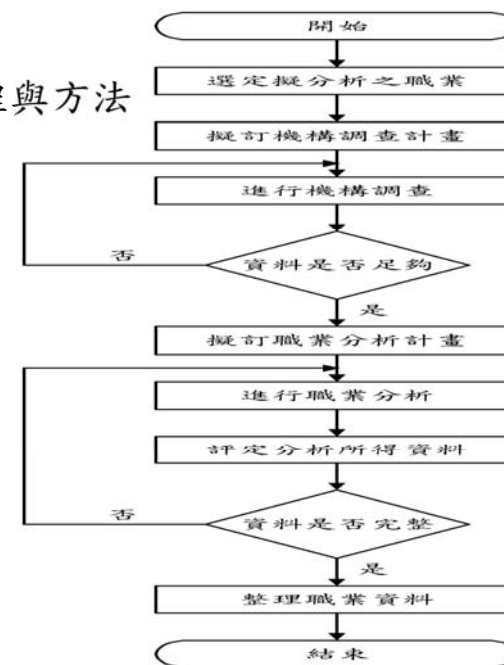 開始
選定擬分析之職業
程與方法
擬訂機構調查計畫
進行機構調查
否
資料是否足夠
是
擬訂職業分析計畫
進行職業分析
評定分析所得資料
否
資料是否完整
是
整理職業資料
結束